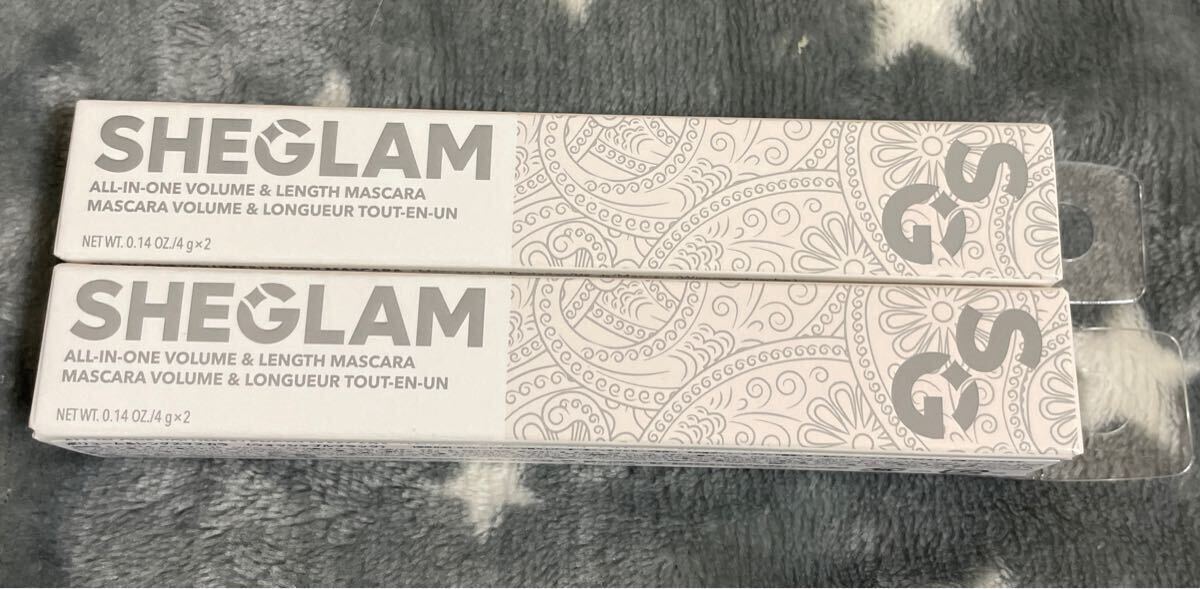 SHEGLAM
ALL-IN-ONE VOLUME & LENGTH MASCARA
MASCARA VOLUME & LONGUEUR TOUT-EN-UN
NET WT. 0.14 OZ./4 g×2
S·G
SHEGLAM
ALL-IN-ONE VOLUME & LENGTH MASCARA
MASCARA VOLUME & LONGUEUR TOUT-EN-UN
NET WT. 0.14 OZ./4 g×2
S·G